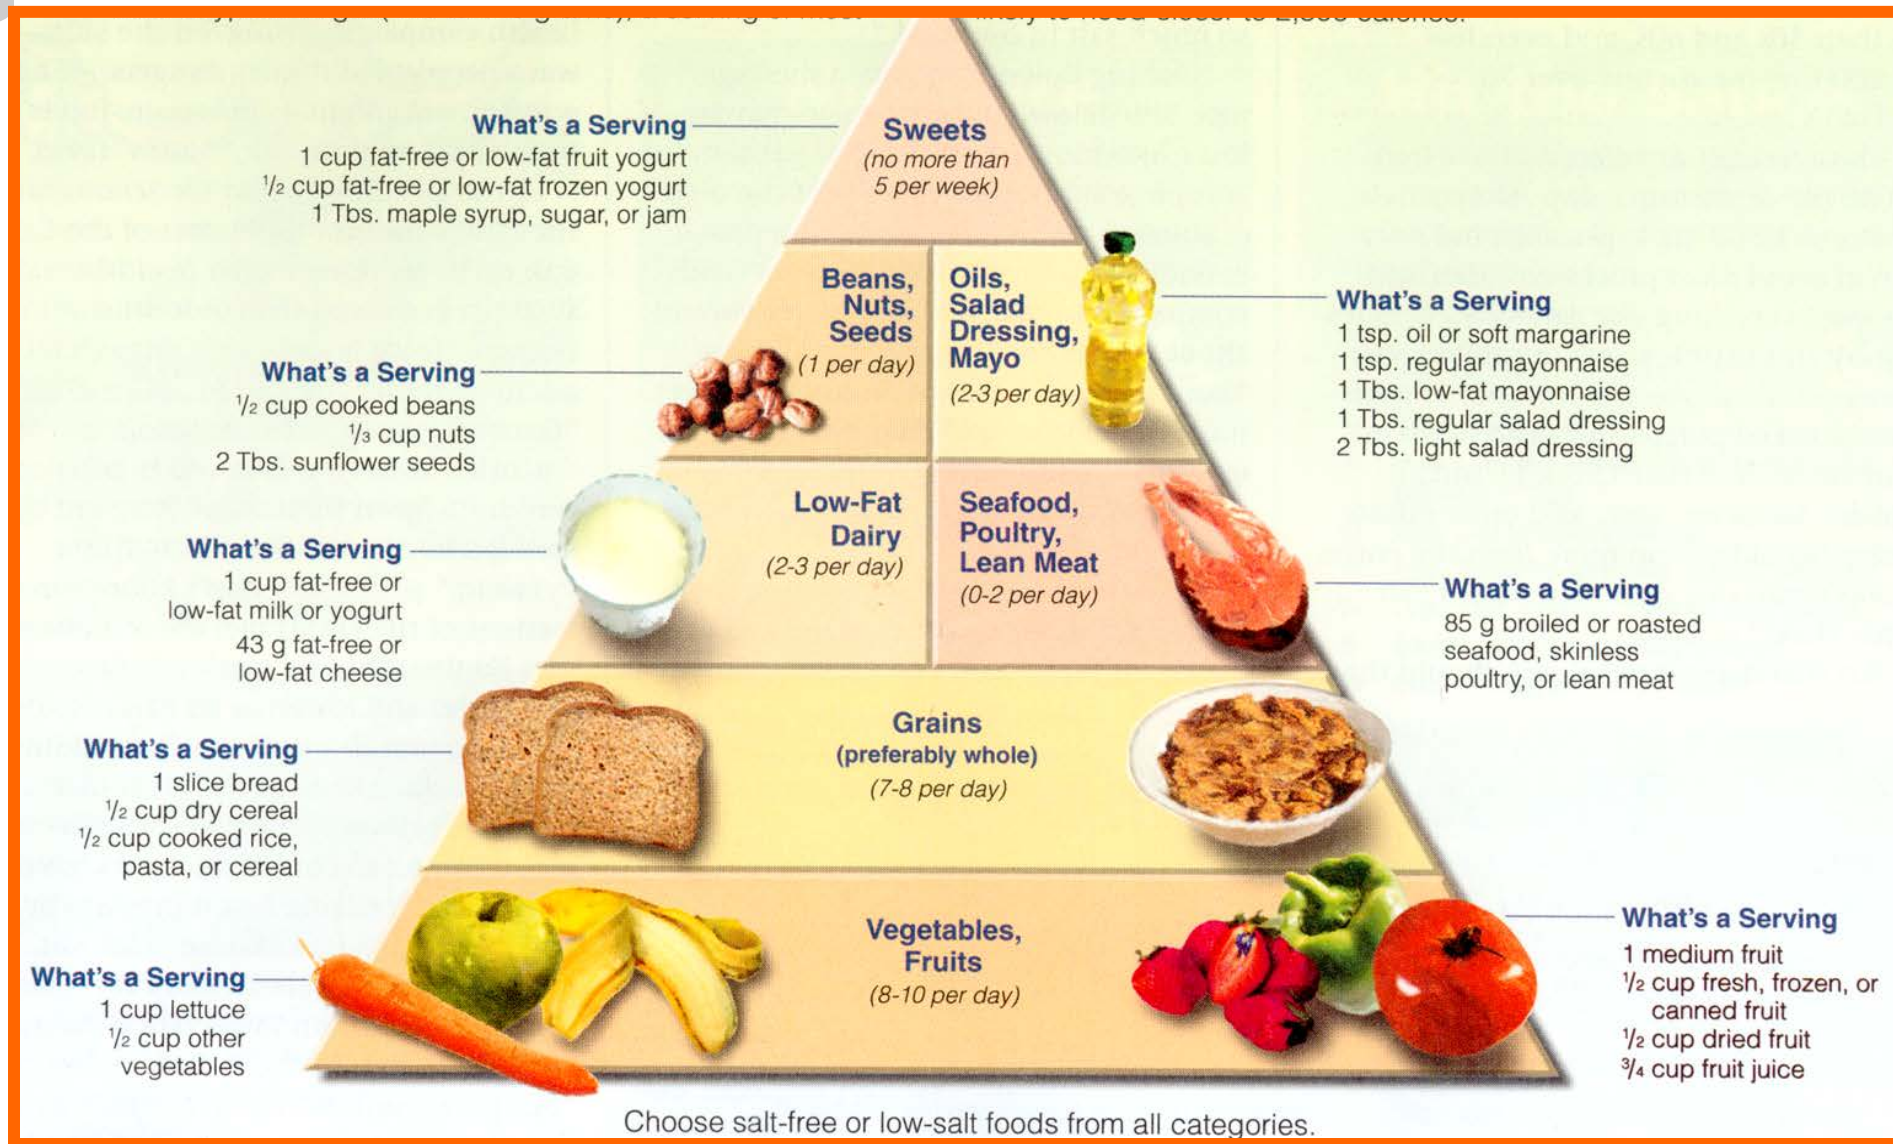 likely to need closer to 2,000 calories.
What's a Serving
1 cup fat-free or low-fat fruit yogurt
1/2 cup fat-free or low-fat frozen yogurt
1 Tbs. maple syrup, sugar, or jam
Sweets
(no more than
5 per week)
Beans,
Nuts,
Seeds
(1 per day)
Oils,
Salad
Dressing,
Mayo
(2-3 per day)
What's a Serving
1 tsp. oil or soft margarine
1 tsp. regular mayonnaise
1 Tbs. low-fat mayonnaise
1 Tbs. regular salad dressing
2 Tbs. light salad dressing
What's a Serving
1/2 cup cooked beans
1/3 cup nuts
2 Tbs. sunflower seeds
Low-Fat
Dairy
(2-3 per day)
Seafood,
Poultry,
Lean Meat
(0-2 per day)
What's a Serving
1 cup fat-free or
low-fat milk or yogurt
43 g fat-free or
low-fat cheese
What's a Serving
85 g broiled or roasted
seafood, skinless
poultry, or lean meat
Grains
(preferably whole)
(7-8 per day)
What's a Serving
1 slice bread
1/2 cup dry cereal
1/2 cup cooked rice,
pasta, or cereal
Vegetables,
Fruits
(8-10 per day)
What's a Serving
1 cup lettuce
1/2 cup other
vegetables
What's a Serving
1 medium fruit
1/2 cup fresh, frozen, or
canned fruit
1/2 cup dried fruit
3/4 cup fruit juice
Choose salt-free or low-salt foods from all categories.